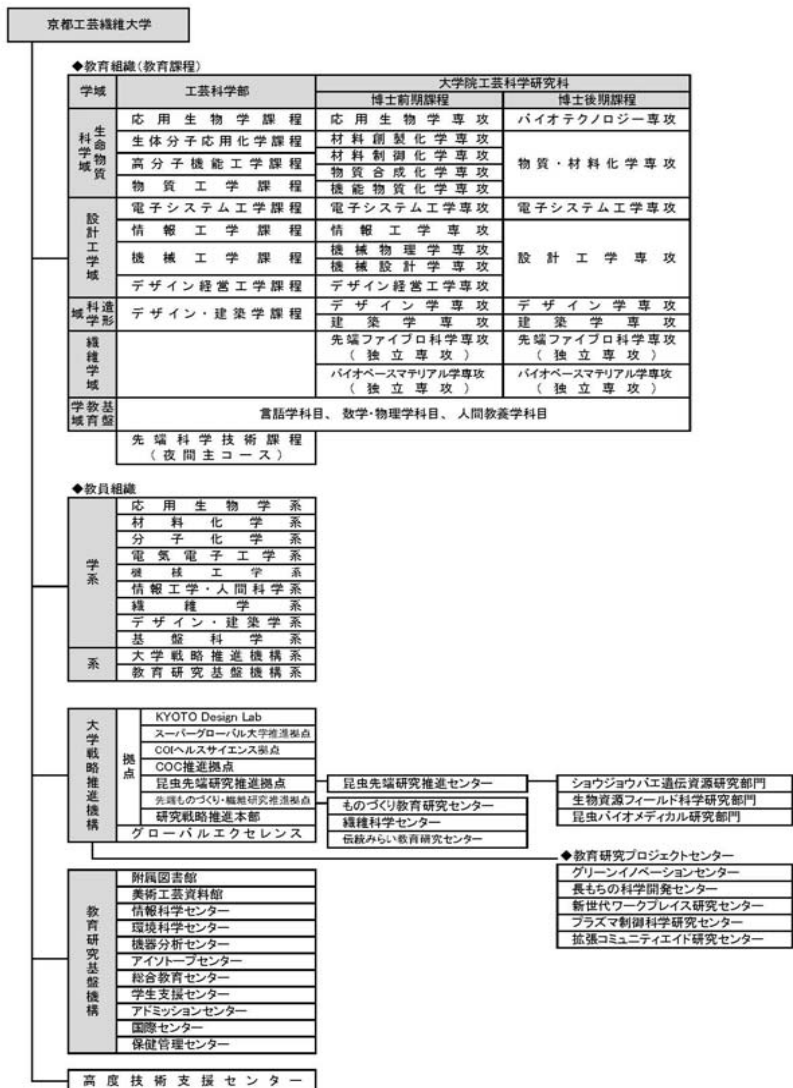 京都工芸繊維大学
◆教育組織(教育課程)
学域 工芸科学部 大学院工芸科学研究科
博士前期課程 博士後期課程
生命物質科学域
応用生物学課程 応用生物学専攻 バイオテクノロジー専攻
生体分子応用化学課程 材料創製化学専攻 物質・材料化学専攻
材料制御化学専攻
高分子機能工学課程 物質合成化学専攻
物質工学課程 機能物質化学専攻
設計工学域
電子システム工学課程 電子システム工学専攻 電子システム工学専攻
情報工学課程 情報工学専攻 設計工学専攻
機械工学課程 機械物理学専攻
機械設計学専攻
デザイン経営工学課程 デザイン経営工学専攻
造形科学域
デザイン・建築学課程 デザイン学専攻 デザイン学専攻
建築学専攻 建築学専攻
繊維学域
先端ファイブロ科学専攻 先端ファイブロ科学専攻
(独立専攻) (独立専攻)
バイオベースマテリアル学専攻 バイオベースマテリアル学専攻
(独立専攻) (独立専攻)
基盤教育学域
言語学科目、数学・物理学科目、人間教養学科目
先端科学技術課程
(夜間主コース)
◆教員組織
学系
応用生物学系
材料化学系
分子化学系
電気電子工学系
機械工学系
情報工学・人間科学系
繊維学系
デザイン・建築学系
基盤科学系
系
大学戦略推進機構系
教育研究基盤機構系
大学戦略推進機構
拠点
KYOTO Design Lab
スーパーグローバル大学推進拠点
COIヘルスサイエンス拠点
COC推進拠点
昆虫先端研究推進拠点 昆虫先端研究推進センター ショウジョウバエ遺伝資源研究部門
先端ものづくり・繊維研究推進拠点 ものづくり教育研究センター 生物資源フィールド科学研究部門
研究戦略推進本部 繊維科学センター 昆虫バイオメディカル研究部門
グローバルエクセレンス 伝統みらい教育研究センター
◆教育研究プロジェクトセンター
グリーンイノベーションセンター
長もちの科学開発センター
新世代ワークプレイス研究センター
プラズマ制御科学研究センター
拡張コミュニティエイド研究センター
教育研究基盤機構
附属図書館
美術工芸資料館
情報科学センター
環境科学センター
機器分析センター
アイソトープセンター
総合教育センター
学生支援センター
アドミッションセンター
国際センター
保健管理センター
高度技術支援センター